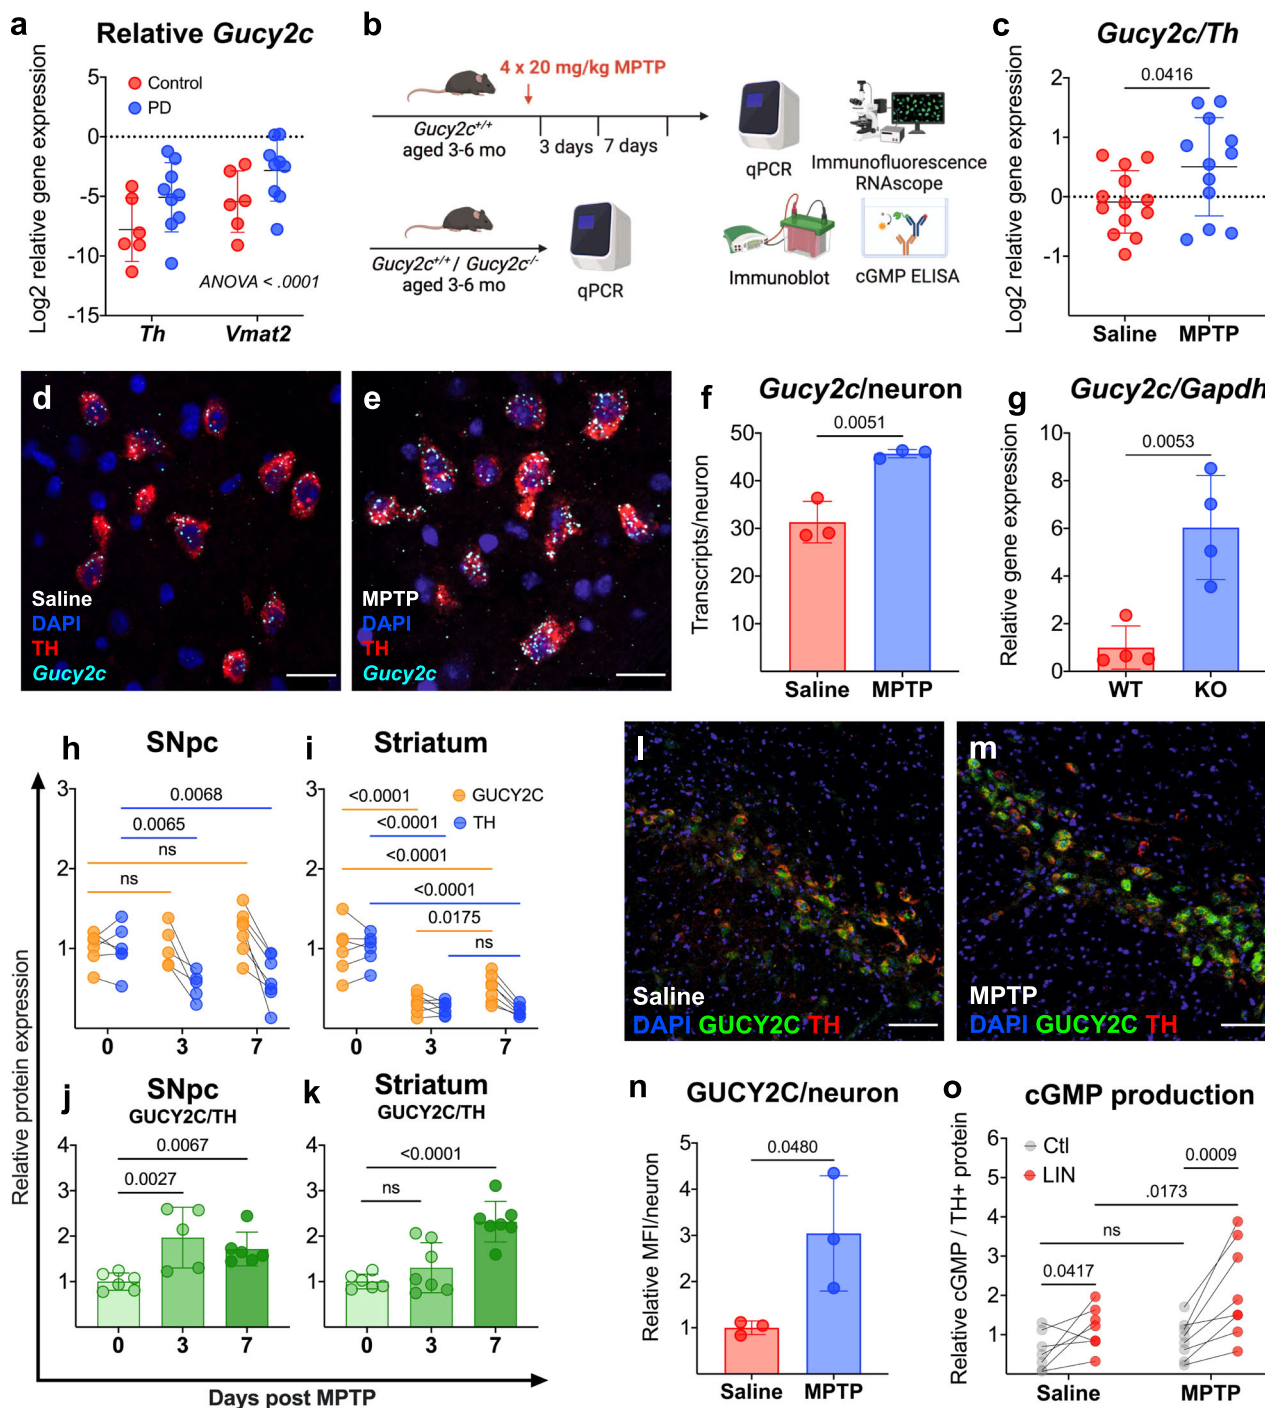 a
Relative Gucy2c
Log2 relative gene expression
5
0
-5
-10
-15
Control
PD
ANOVA < .0001
Th
Vmat2
b
4 x 20 mg/kg MPTP
Gucy2c+/+
aged 3-6 mo
3 days
7 days
Gucy2c+/+ / Gucy2c-/-
aged 3-6 mo
qPCR
qPCR
Immunofluorescence
RNAscope
Immunoblot
cGMP ELISA
c
Gucy2c/Th
Log2 relative gene expression
2
1
0
-1
0.0416
Saline
MPTP
d
Saline
DAPI
TH
Gucy2c
e
MPTP
DAPI
TH
Gucy2c
f
Gucy2c/neuron
Transcripts/neuron
50
40
30
20
10
0.0051
Saline
MPTP
g
Gucy2c/Gapdh
Relative gene expression
10
8
6
4
2
0
0.0053
WT
KO
Relative protein expression
h
SNpc
3
2
1
0.0068
0.0065
ns
ns
0
3
7
i
Striatum
3
2
1
<0.0001
GUCY2C
TH
<0.0001
<0.0001
<0.0001
0.0175
ns
0
3
7
j
SNpc
GUCY2C/TH
4
3
2
1
0.0067
0.0027
0
3
7
k
Striatum
GUCY2C/TH
4
3
2
1
<0.0001
ns
0
3
7
Days post MPTP
l
Saline
DAPI GUCY2C TH
m
MPTP
DAPI GUCY2C TH
n
GUCY2C/neuron
Relative MFI/neuron
5
4
3
2
1
0.0480
Saline
MPTP
o
cGMP production
Relative cGMP / TH+ protein
6
5
4
3
2
1
Ctl
LIN
0.0009
.0173
ns
0.0417
Saline
MPTP